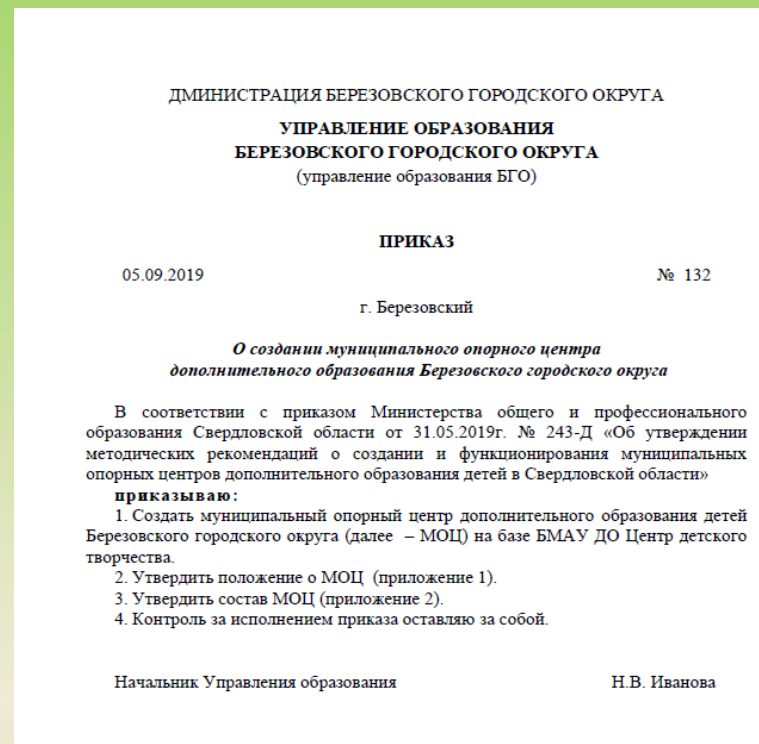 ДМИНИСТРАЦИЯ БЕРЕЗОВСКОГО ГОРОДСКОГО ОКРУГА
УПРАВЛЕНИЕ ОБРАЗОВАНИЯ
БЕРЕЗОВСКОГО ГОРОДСКОГО ОКРУГА
(управление образования БГО)
ПРИКАЗ
05.09.2019 № 132
г. Березовский
О создании муниципального опорного центра
дополнительного образования Березовского городского округа
В соответствии с приказом Министерства общего и профессионального
образования Свердловской области от 31.05.2019г. № 243-Д «Об утверждении
методических рекомендаций о создании и функционирования муниципальных
опорных центров дополнительного образования детей в Свердловской области»
приказываю:
1. Создать муниципальный опорный центр дополнительного образования детей
Березовского городского округа (далее – МОЦ) на базе БМАУ ДО Центр детского
творчества.
2. Утвердить положение о МОЦ (приложение 1).
3. Утвердить состав МОЦ (приложение 2).
4. Контроль за исполнением приказа оставляю за собой.
Начальник Управления образования Н.В. Иванова